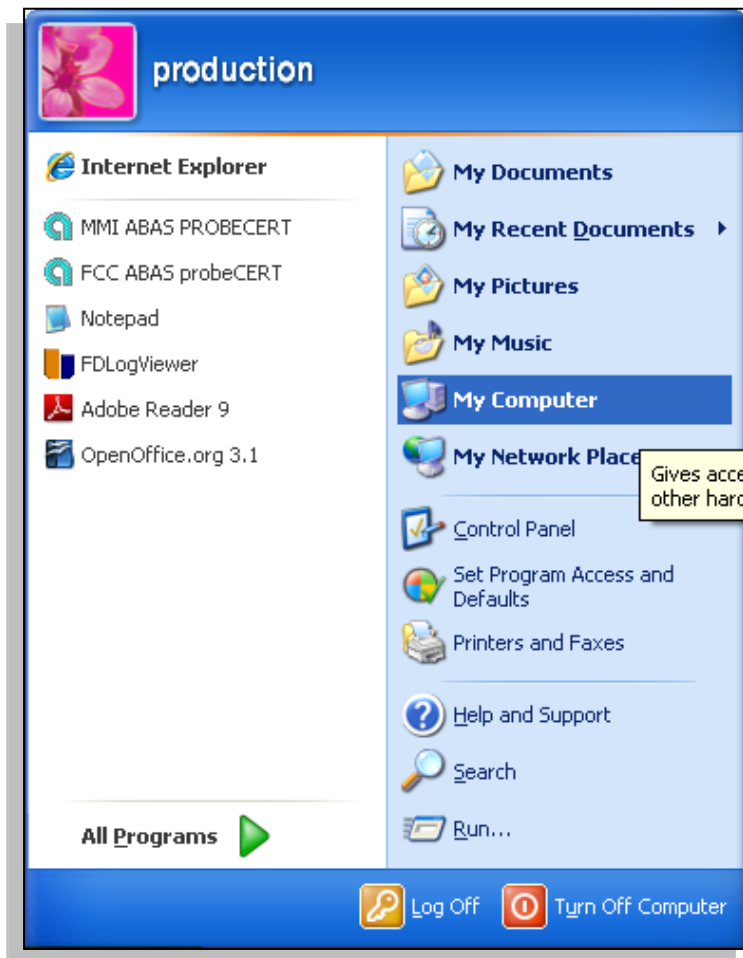 production
Internet Explorer
MMI ABAS PROBECERT
FCC ABAS probeCERT
Notepad
FDLogViewer
Adobe Reader 9
OpenOffice.org 3.1
All Programs
My Documents
My Recent Documents
My Pictures
My Music
My Computer
My Network Place
Gives acce
other hard
Control Panel
Set Program Access and
Defaults
Printers and Faxes
Help and Support
Search
Run...
Log Off
Turn Off Computer